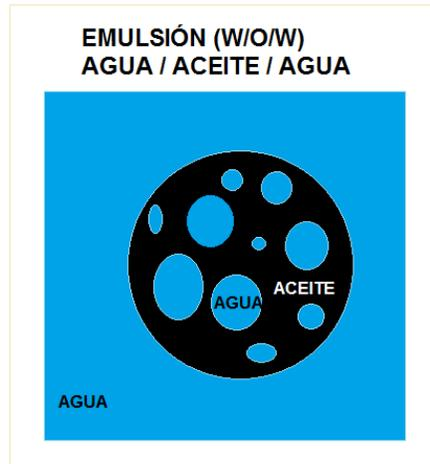 EMULSIÓN (W/O/W)
AGUA / ACEITE / AGUA
ACEITE
AGUA
AGUA